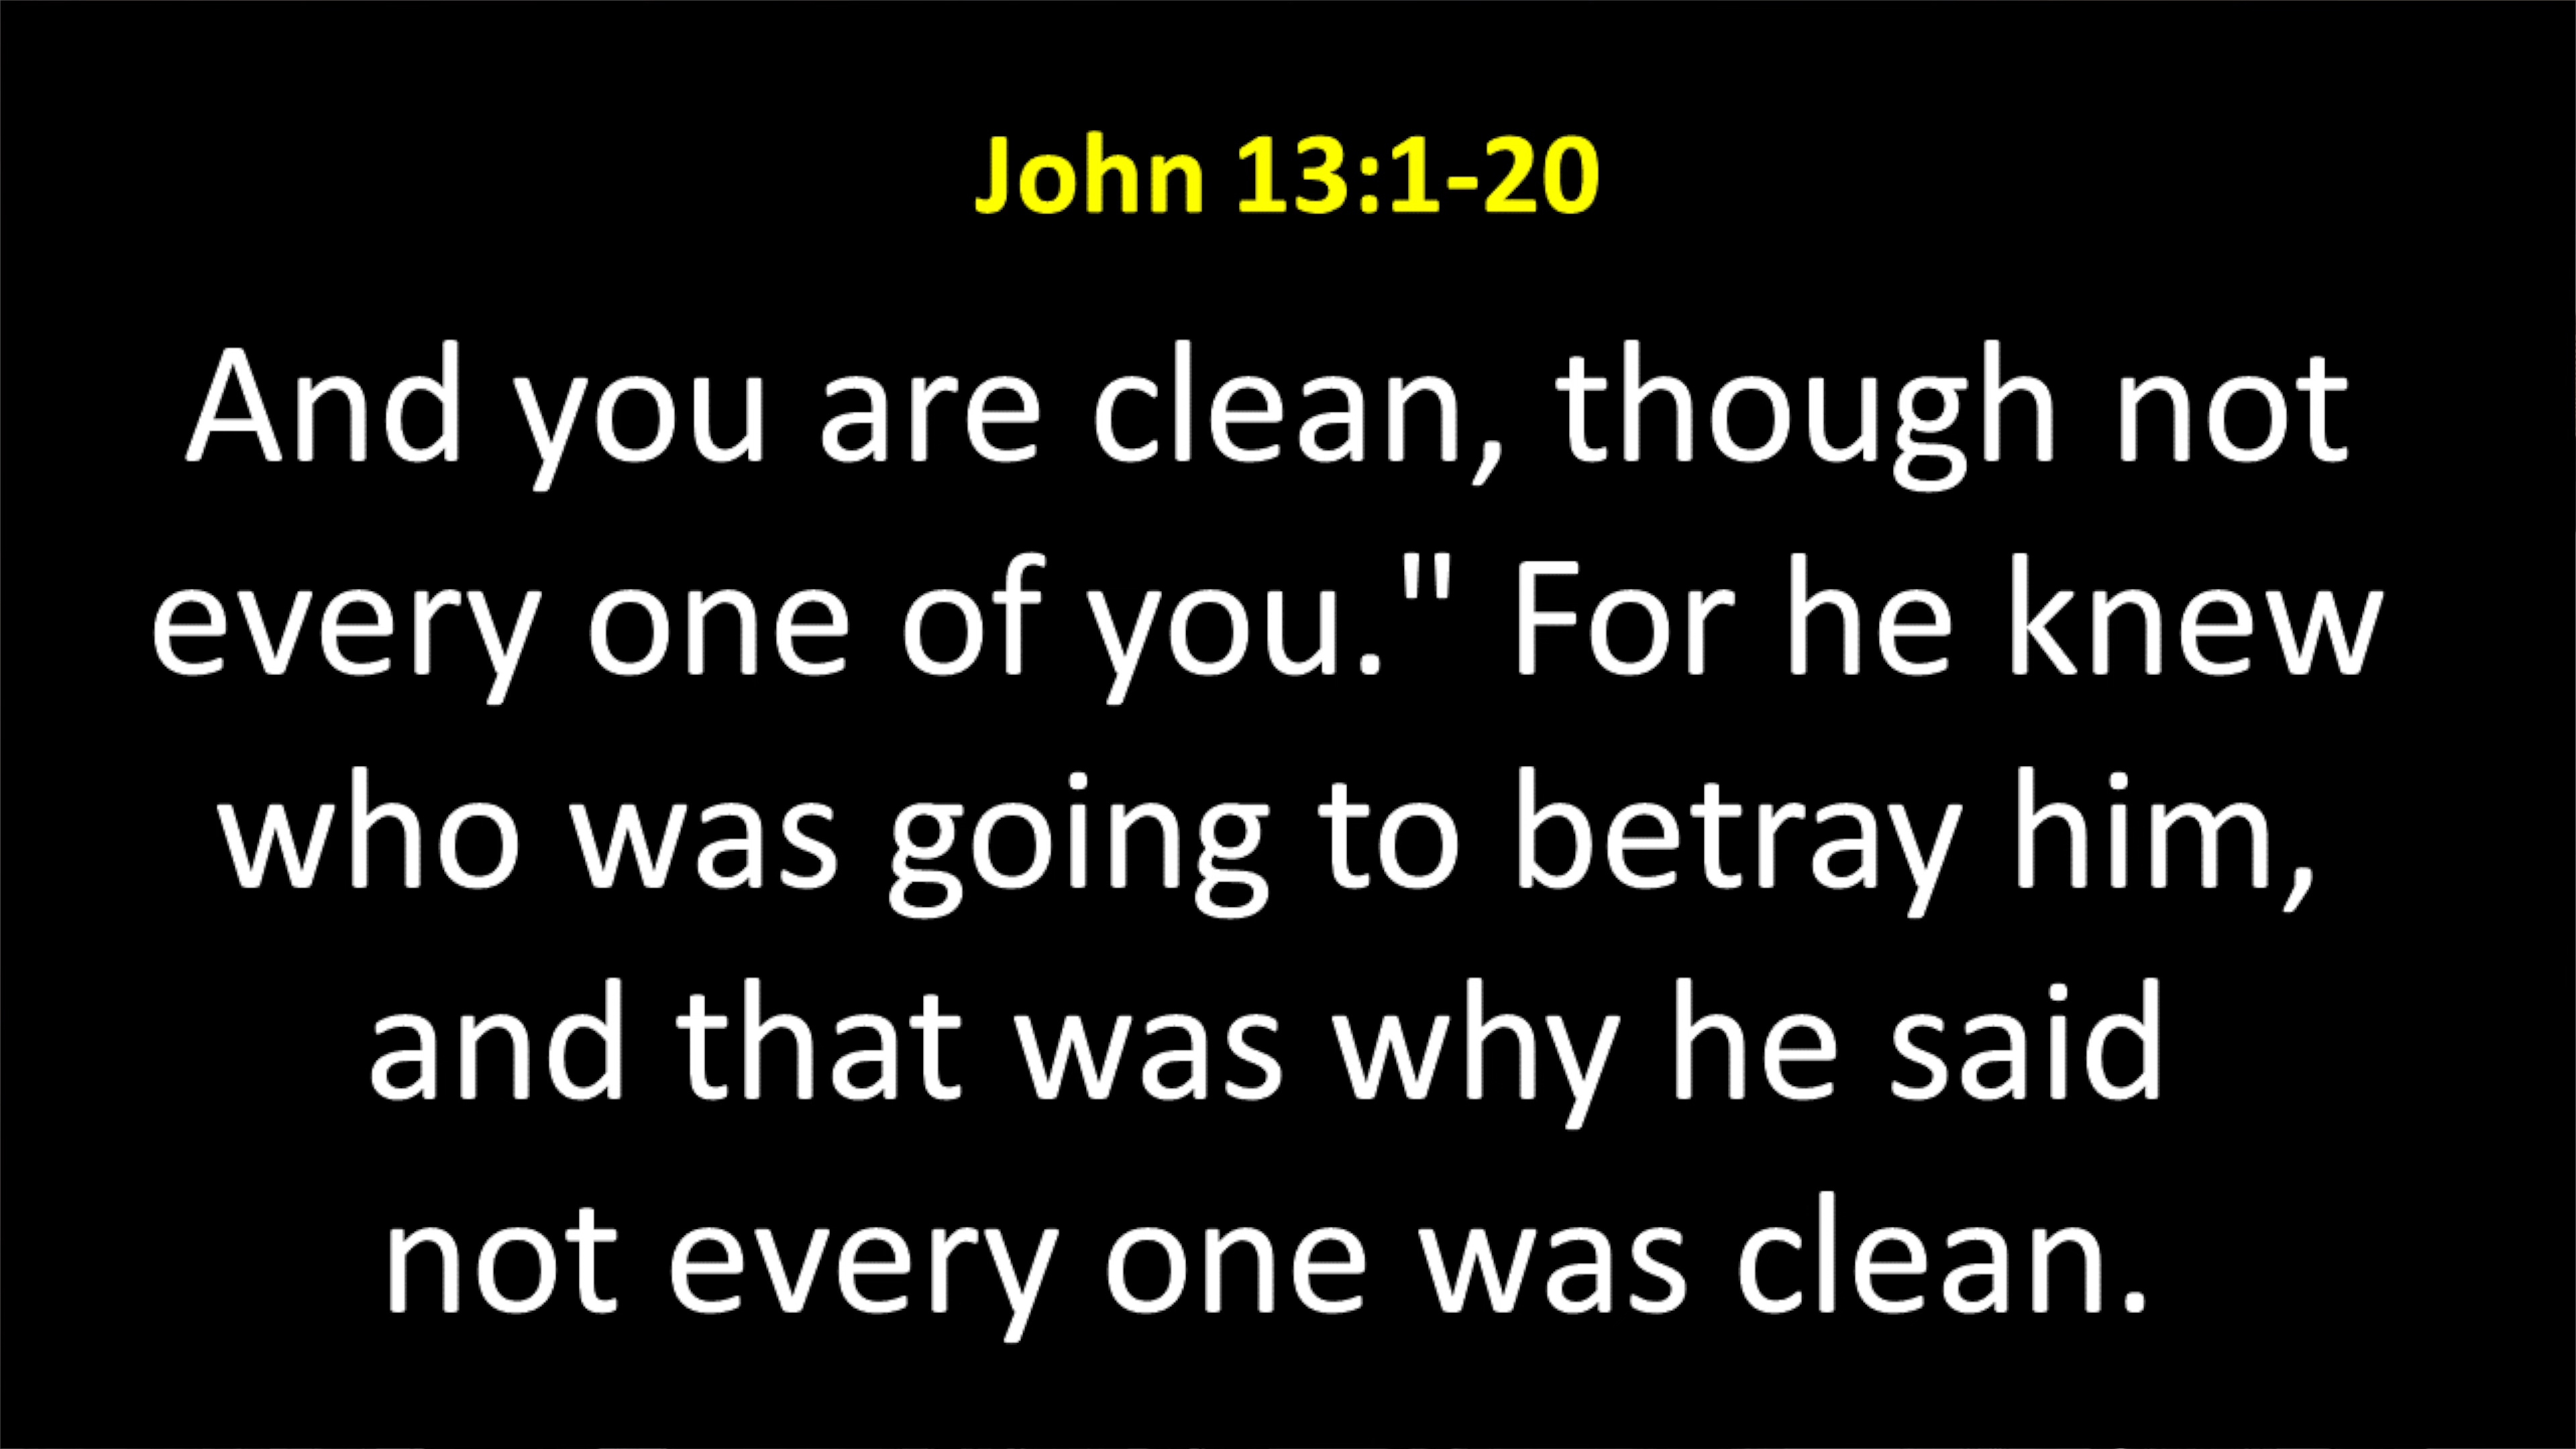 John 13:1-20
And you are clean, though not
every one of you." For he knew
who was going to betray him,
and that was why he said
not every one was clean.